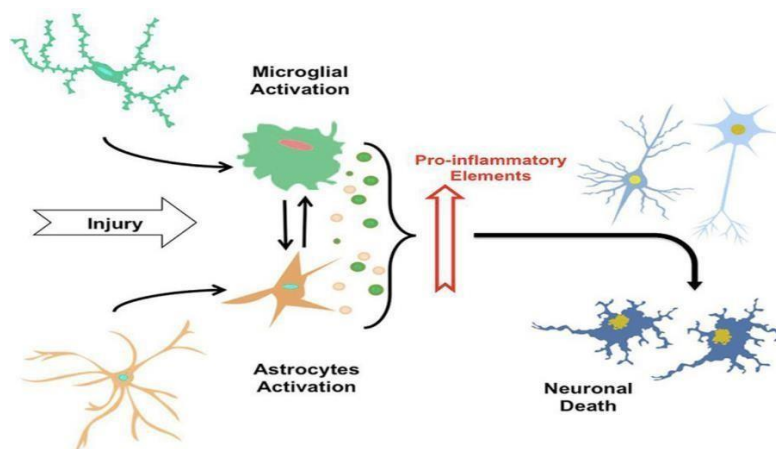 Microglial
Activation
Pro-inflammatory
Elements
Injury
Astrocytes
Activation
Neuronal
Death